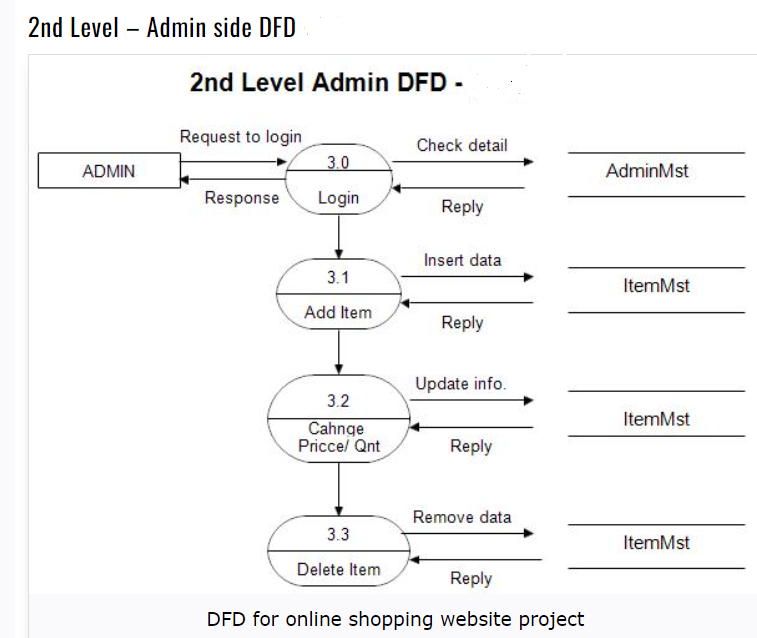 2nd Level – Admin side DFD
2nd Level Admin DFD -
Request to login
Check detail
ADMIN
3.0
AdminMst
Response
Login
Reply
Insert data
3.1
ItemMst
Add Item
Reply
Update info.
3.2
ItemMst
Cahnge
Pricce/ Qnt
Reply
Remove data
3.3
ItemMst
Delete Item
Reply
DFD for online shopping website project